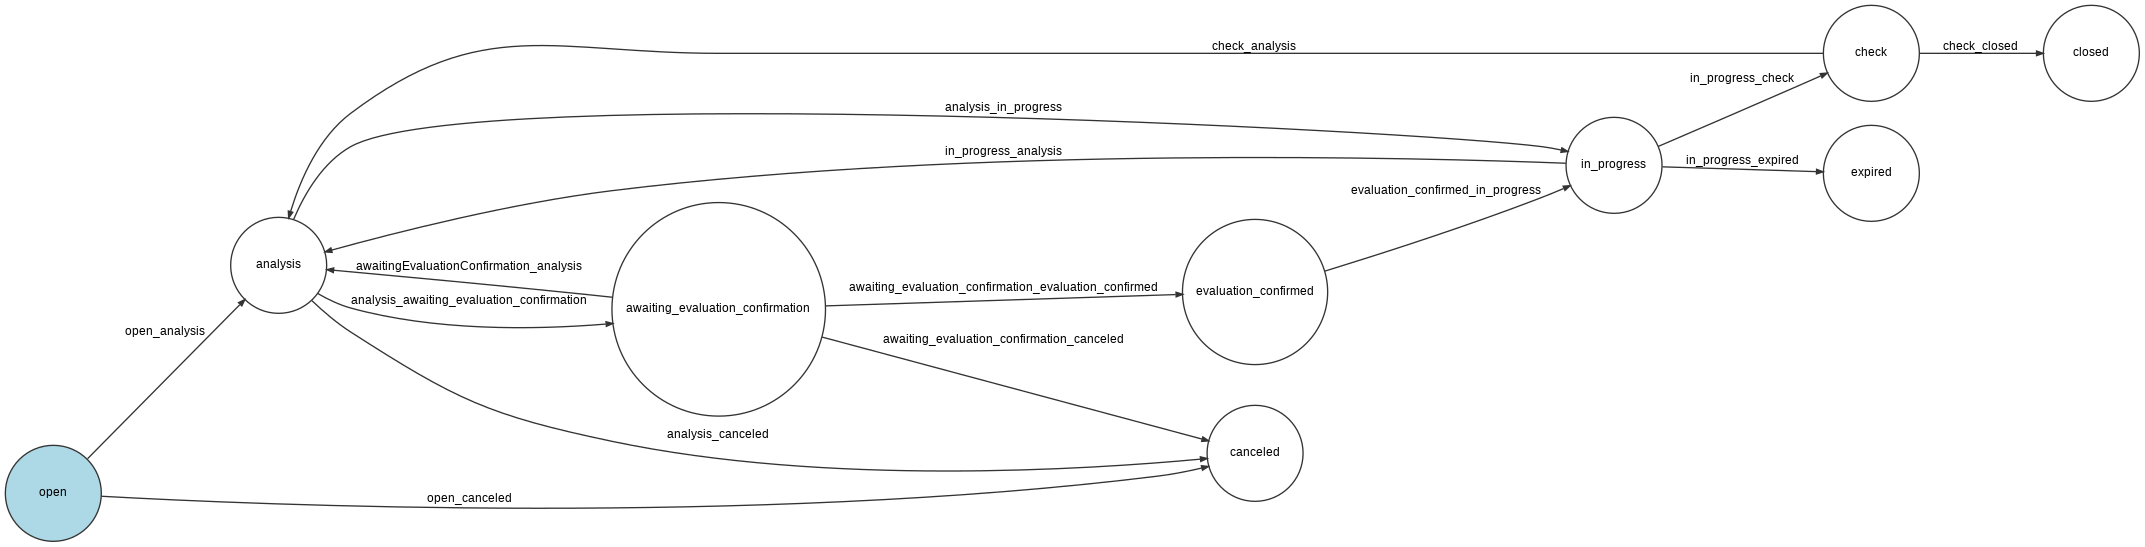 check_analysis
check
check_closed
closed
in_progress_check
analysis_in_progress
in_progress_analysis
in_progress
in_progress_expired
expired
evaluation_confirmed_in_progress
analysis
awaitingEvaluationConfirmation_analysis
analysis_awaiting_evaluation_confirmation
awaiting_evaluation_confirmation
awaiting_evaluation_confirmation_evaluation_confirmed
evaluation_confirmed
open_analysis
awaiting_evaluation_confirmation_canceled
analysis_canceled
canceled
open
open_canceled